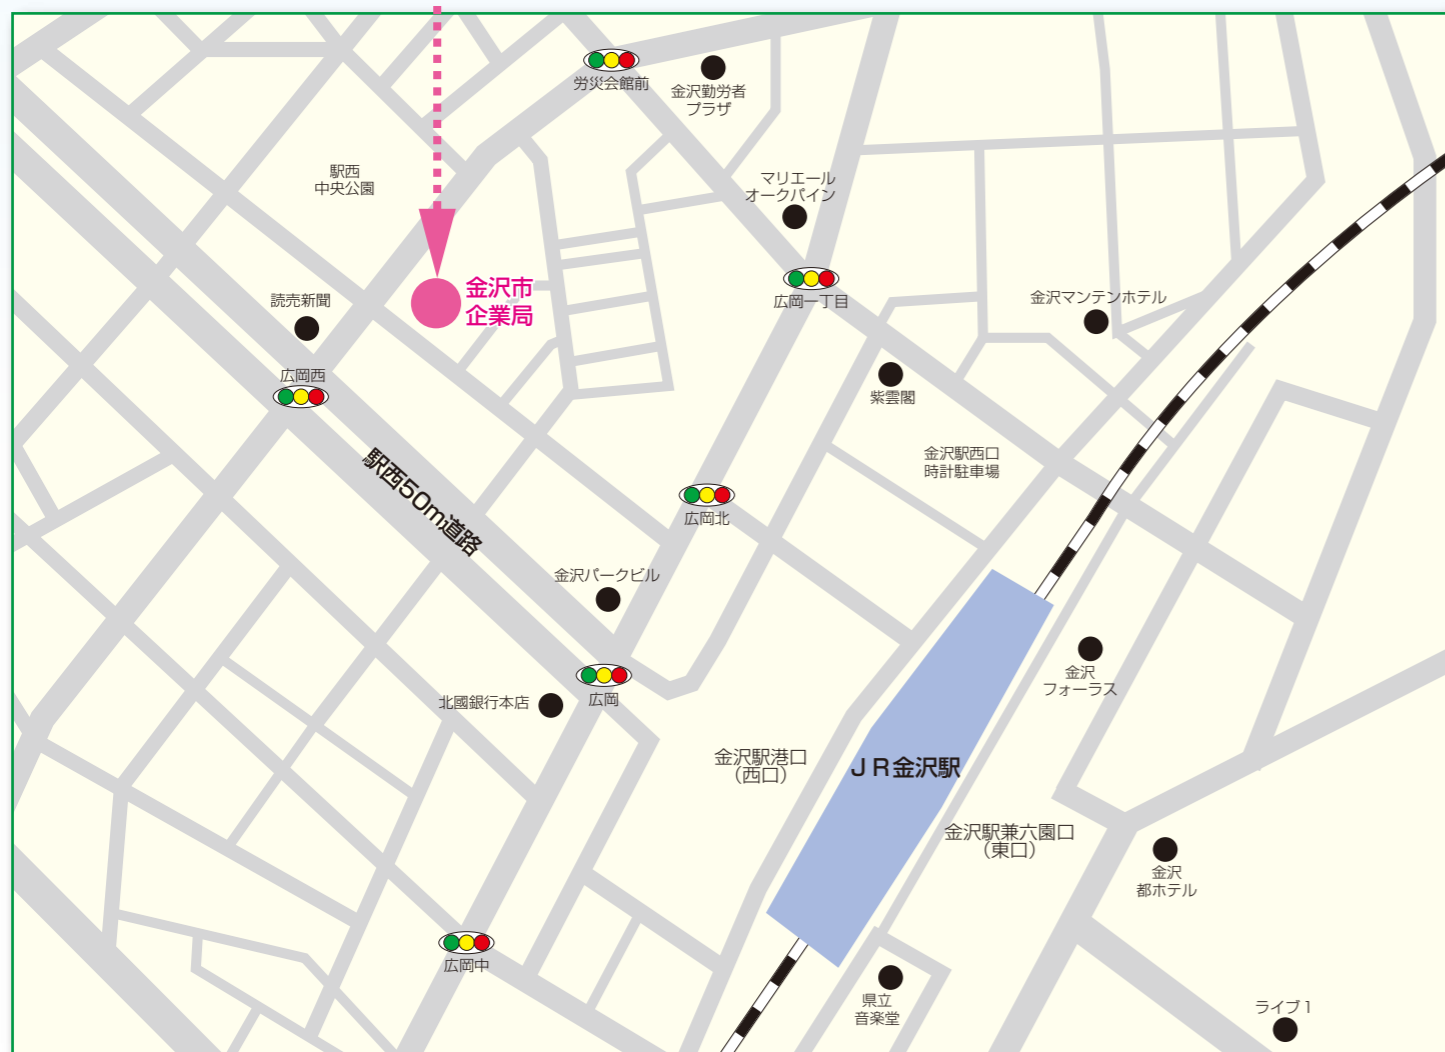 労災会館前
金沢勤労者
プラザ
駅西
中央公園
マリエール
オークパイン
金沢市
企業局
読売新聞
広岡一丁目
金沢マンテンホテル
広岡西
紫雲閣
駅西50m道路
金沢駅西口
時計駐車場
広岡北
金沢パークビル
金沢
フォーラス
北國銀行本店
広岡
金沢駅港口
（西口）
ＪＲ金沢駅
金沢駅兼六園口
（東口）
金沢
都ホテル
広岡中
県立
音楽堂
ライブ1